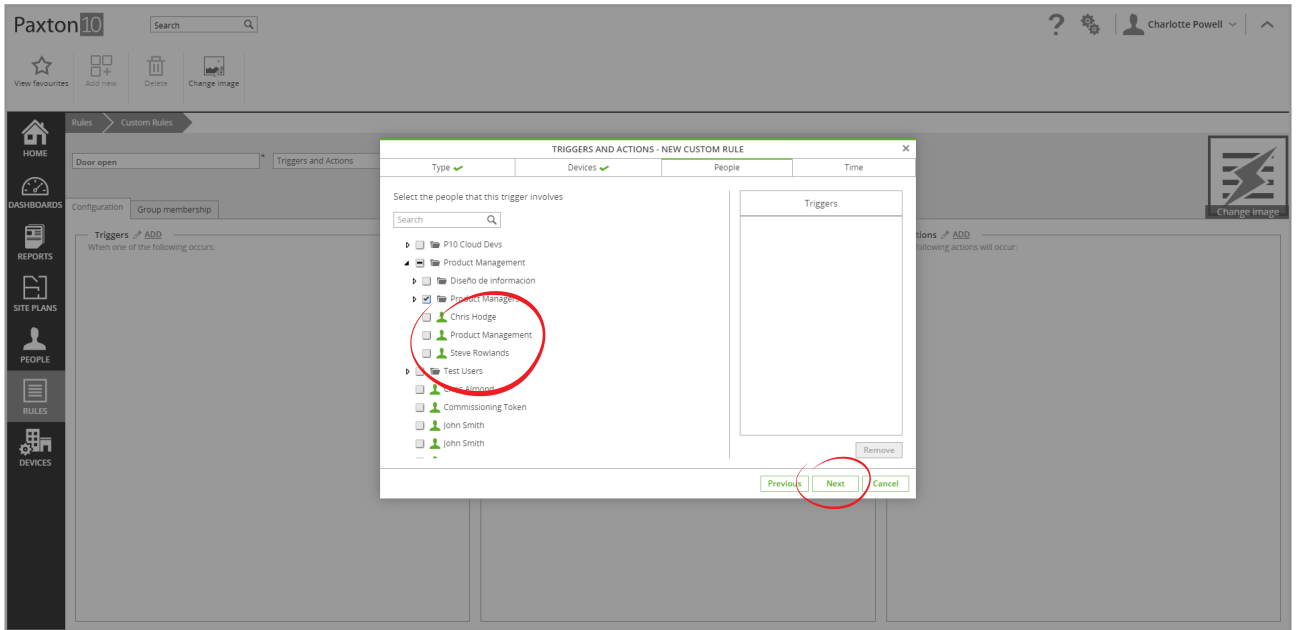 Paxton 10
Search
Charlotte Powell
View favourites
Add new
Delete
Change image
Rules
Custom Rules
HOME
DASHBOARDS
REPORTS
SITE PLANS
PEOPLE
RULES
DEVICES
Door open *
Triggers and Actions
Change image
Configuration
Group membership
Triggers ADD
When one of the following occurs:
tions ADD
following actions will occur:
TRIGGERS AND ACTIONS - NEW CUSTOM RULE
Type
Devices
People
Time
Select the people that this trigger involves
Search
P10 Cloud Devs
Product Management
Diseño de información
Product Managers
Chris Hodge
Product Management
Steve Rowlands
Test Users
Almond
Commissioning Token
John Smith
John Smith
Triggers
Remove
Previous
Next
Cancel